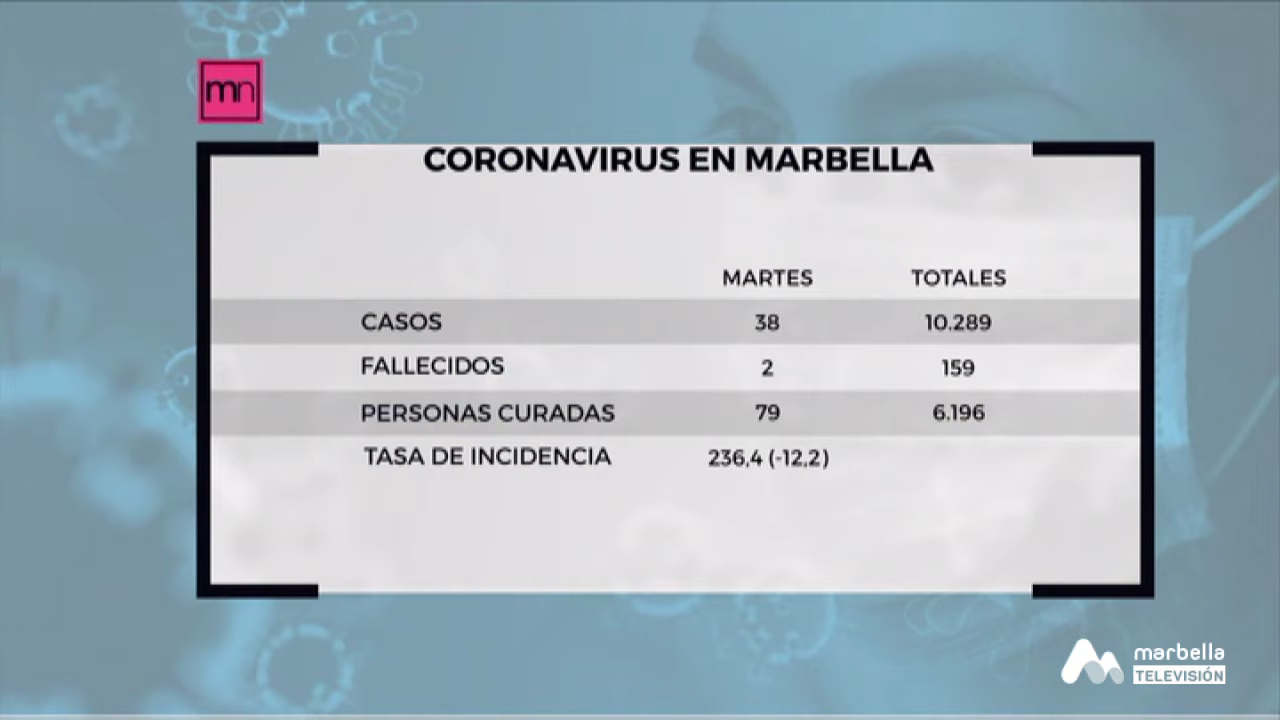 mn
CORONAVIRUS EN MARBELLA
MARTES TOTALES
CASOS 38 10.289
FALLECIDOS 2 159
PERSONAS CURADAS 79 6.196
TASA DE INCIDENCIA 236,4 (-12,2)
marbella
TELEVISIÓN